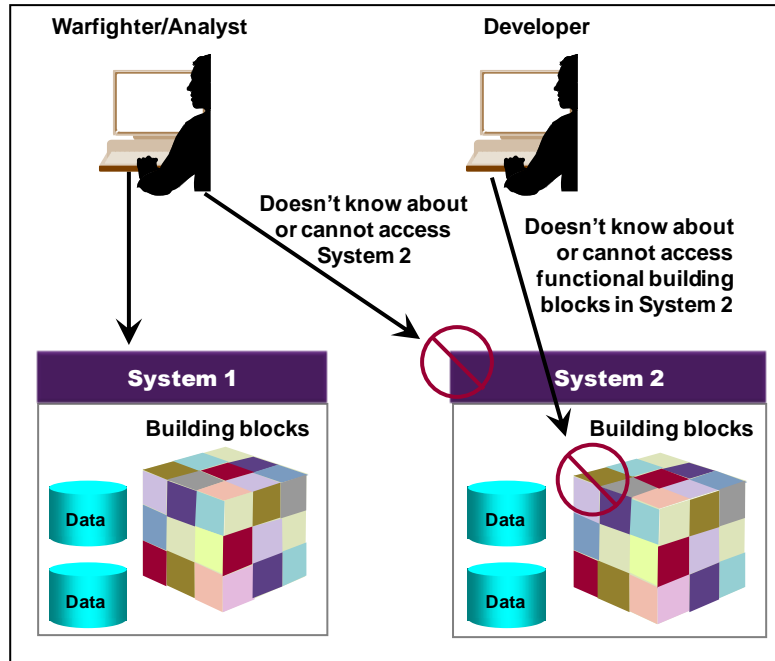 Warfighter/Analyst
Developer
Doesn't know about
or cannot access
System 2
Doesn't know about
or cannot access
functional building
blocks in System 2
System 1
System 2
Building blocks
Building blocks
Data
Data
Data
Data